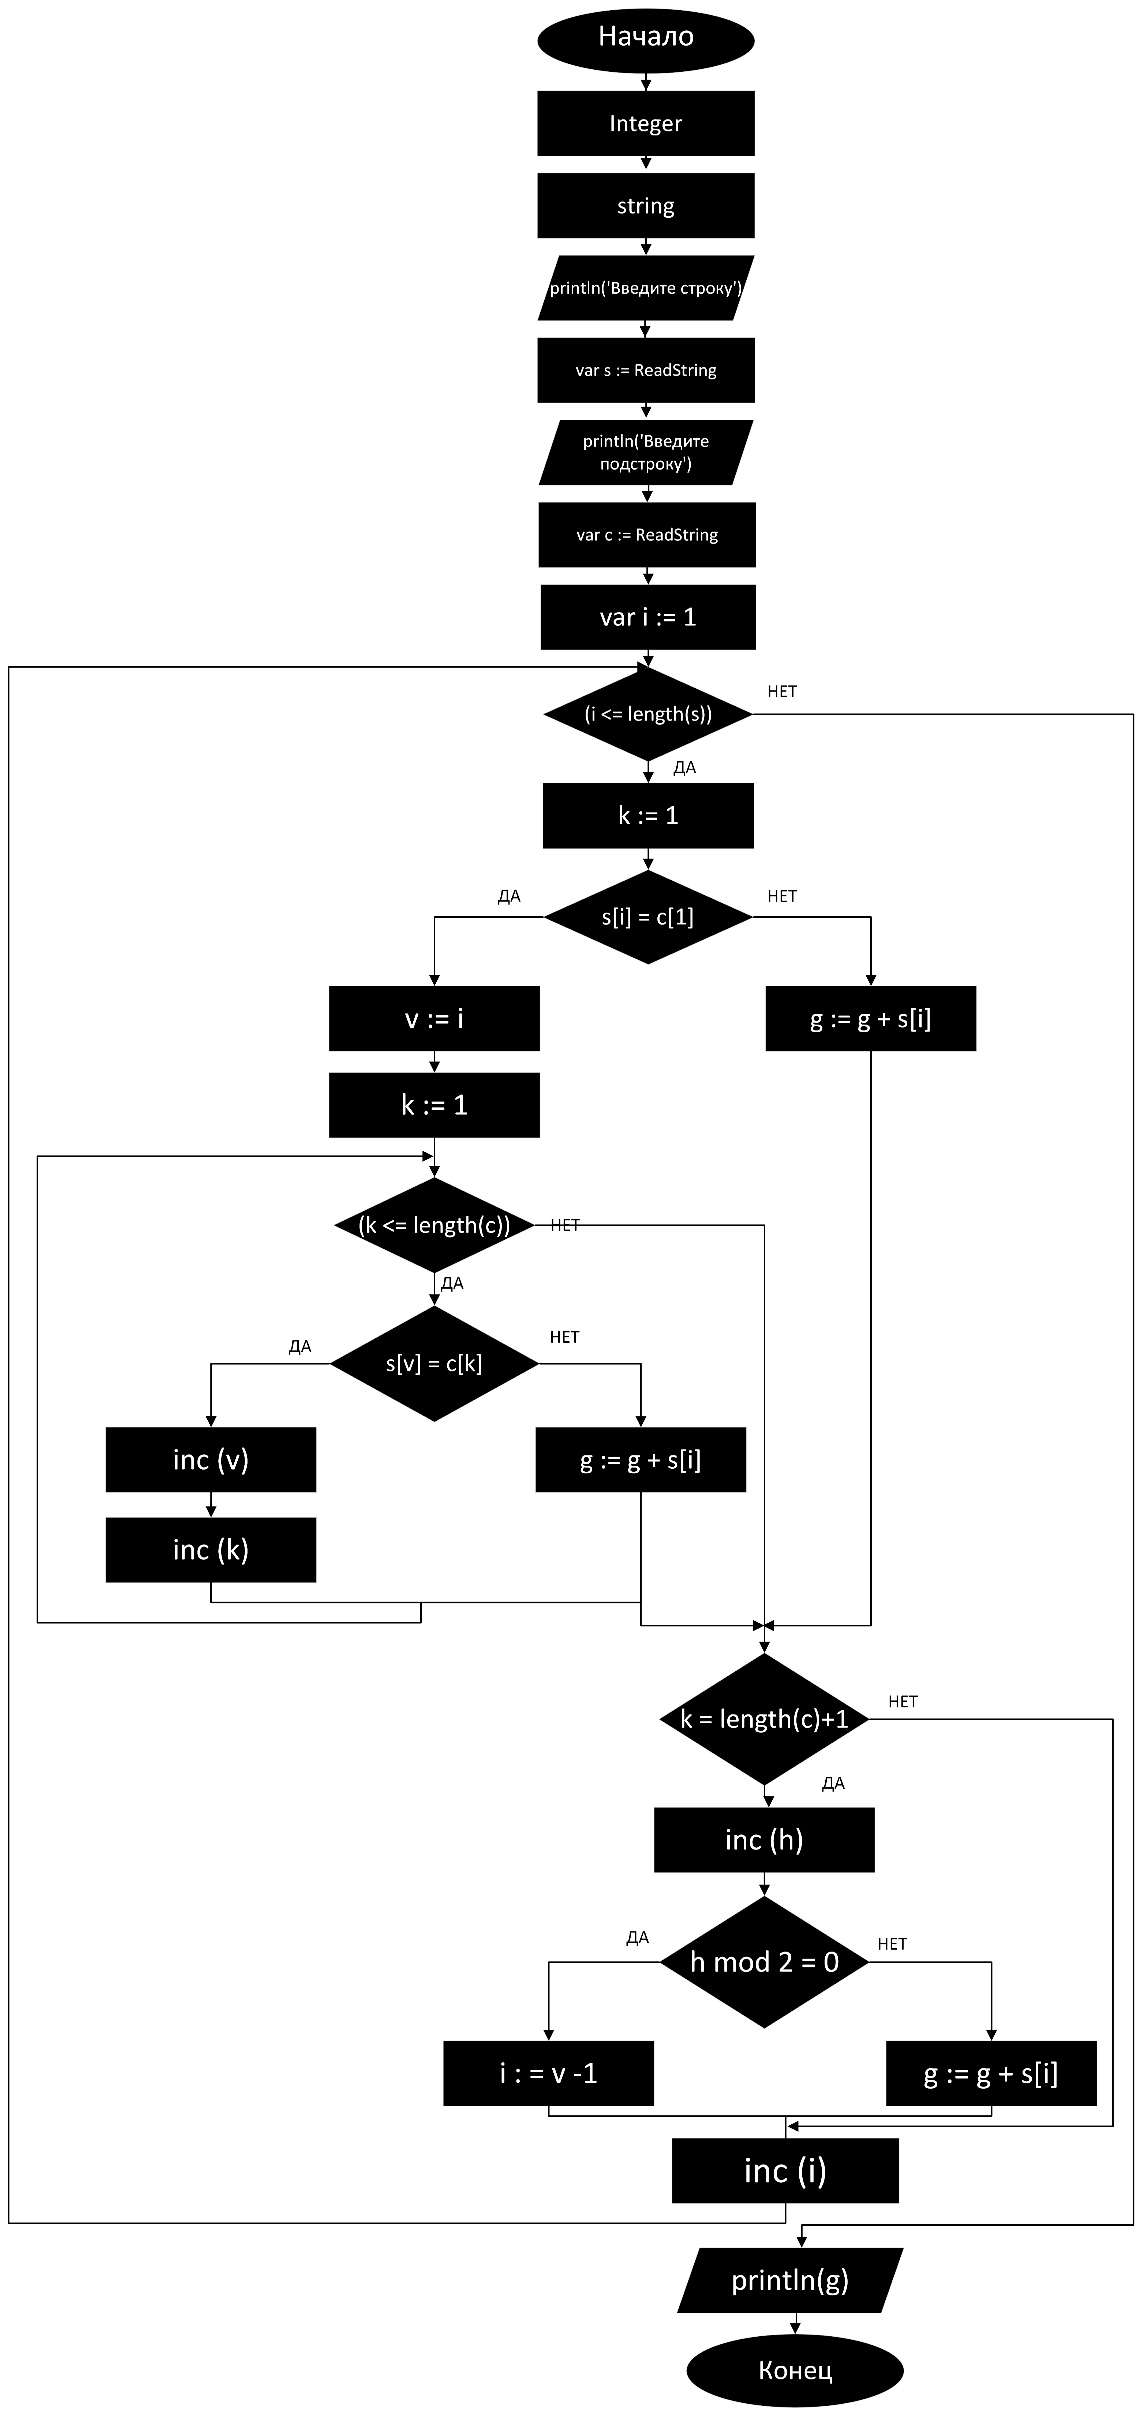 Начало
Integer
string
println('Введите строку')
var s := ReadString
println('Введите
подстроку')
var c := ReadString
var i := 1
НЕТ
(i <= length(s))
ДА
k := 1
ДА
НЕТ
s[i] = c[1]
v := i
g := g + s[i]
k := 1
(k <= length(c))
НЕТ
ДА
ДА
НЕТ
s[v] = c[k]
inc (v)
g := g + s[i]
inc (k)
НЕТ
k = length(c)+1
ДА
inc (h)
ДА
НЕТ
h mod 2 = 0
i : = v -1
g := g + s[i]
inc (i)
println(g)
Конец